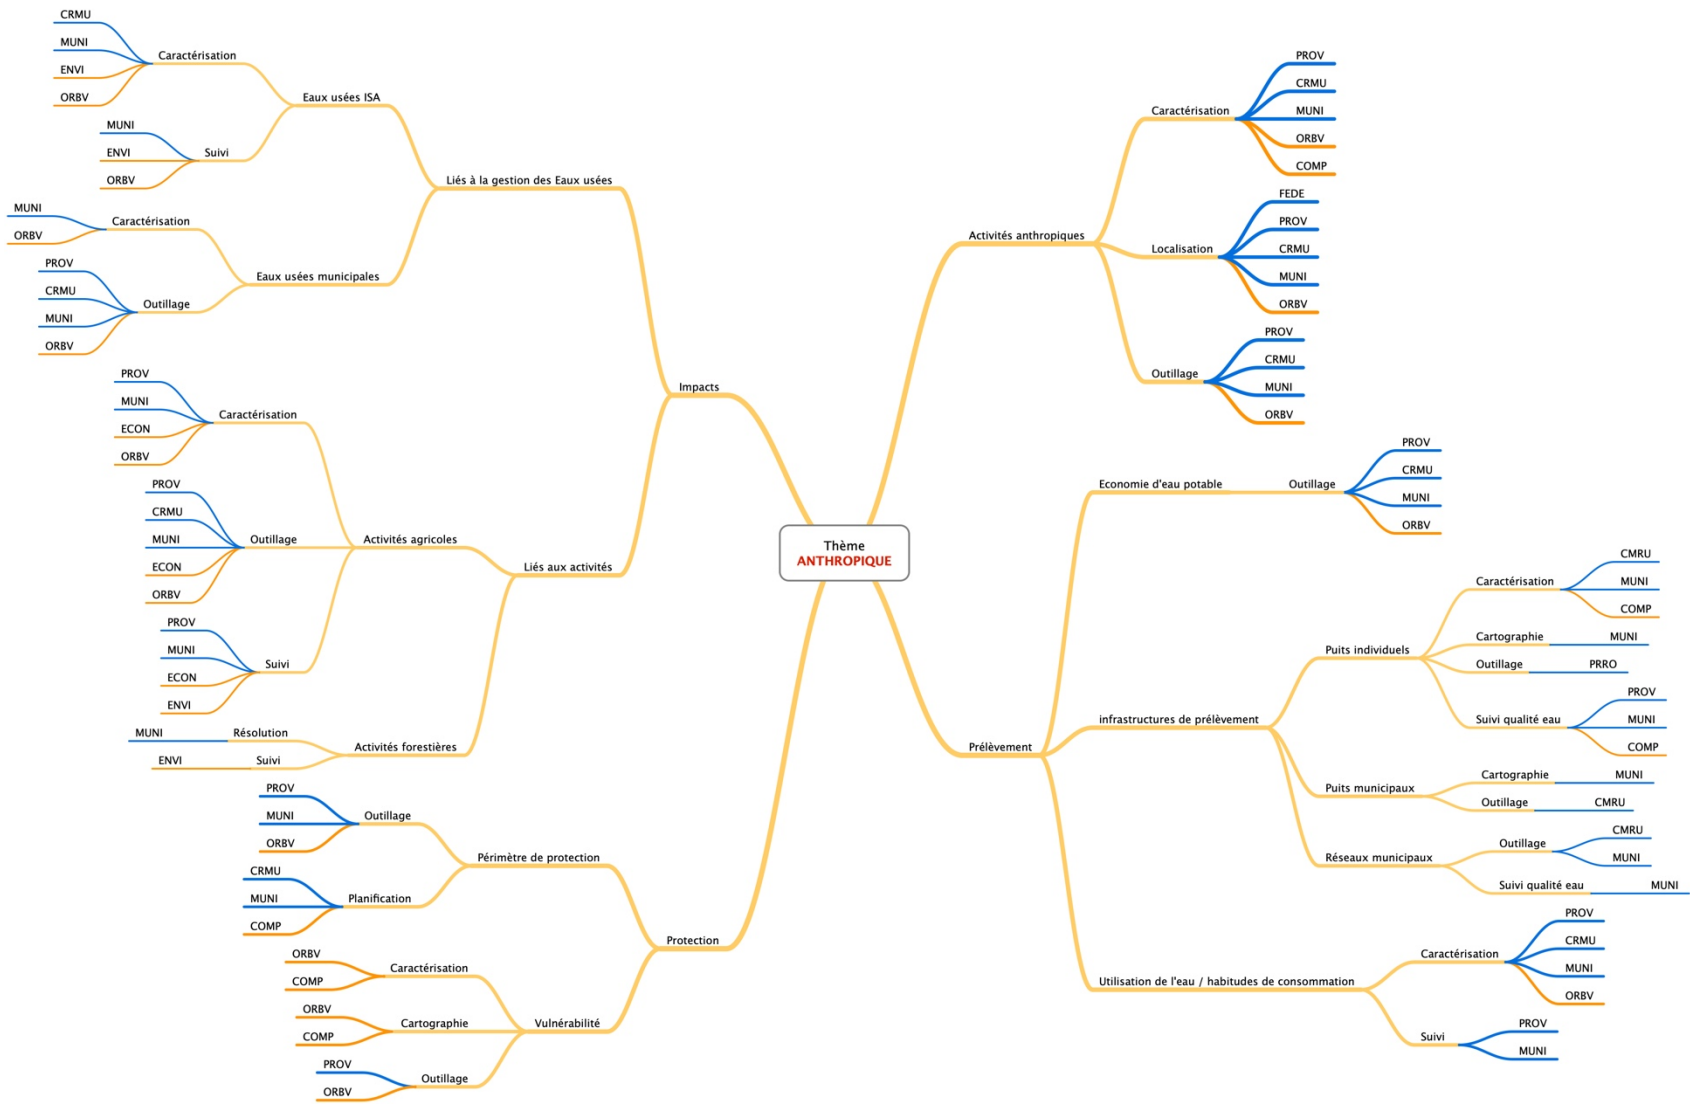 Thème
ANTHROPIQUE
Impacts
Liés à la gestion des Eaux usées
Eaux usées ISA
Caractérisation
CRMU
MUNI
ENVI
ORBV
Suivi
MUNI
ENVI
ORBV
Eaux usées municipales
Caractérisation
MUNI
ORBV
Outillage
PROV
CRMU
MUNI
ORBV
Liés aux activités
Activités agricoles
Caractérisation
PROV
MUNI
ECON
ORBV
Outillage
PROV
CRMU
MUNI
ECON
ORBV
Suivi
PROV
MUNI
ECON
ENVI
Activités forestières
Résolution
MUNI
Suivi
ENVI
Protection
Périmètre de protection
Outillage
PROV
MUNI
ORBV
Planification
CRMU
MUNI
COMP
Vulnérabilité
Caractérisation
ORBV
COMP
Cartographie
ORBV
COMP
Outillage
PROV
ORBV
Activités anthropiques
Caractérisation
PROV
CRMU
MUNI
ORBV
COMP
Localisation
FEDE
PROV
CRMU
MUNI
ORBV
Outillage
PROV
CRMU
MUNI
ORBV
Prélèvement
Economie d'eau potable
Outillage
PROV
CRMU
MUNI
ORBV
infrastructures de prélèvement
Puits individuels
Caractérisation
CMRU
MUNI
COMP
Cartographie
MUNI
Outillage
PRRO
Suivi qualité eau
PROV
MUNI
COMP
Puits municipaux
Cartographie
MUNI
Outillage
CMRU
Réseaux municipaux
Outillage
CMRU
MUNI
Suivi qualité eau
MUNI
Utilisation de l'eau / habitudes de consommation
Caractérisation
PROV
CRMU
MUNI
ORBV
Suivi
PROV
MUNI